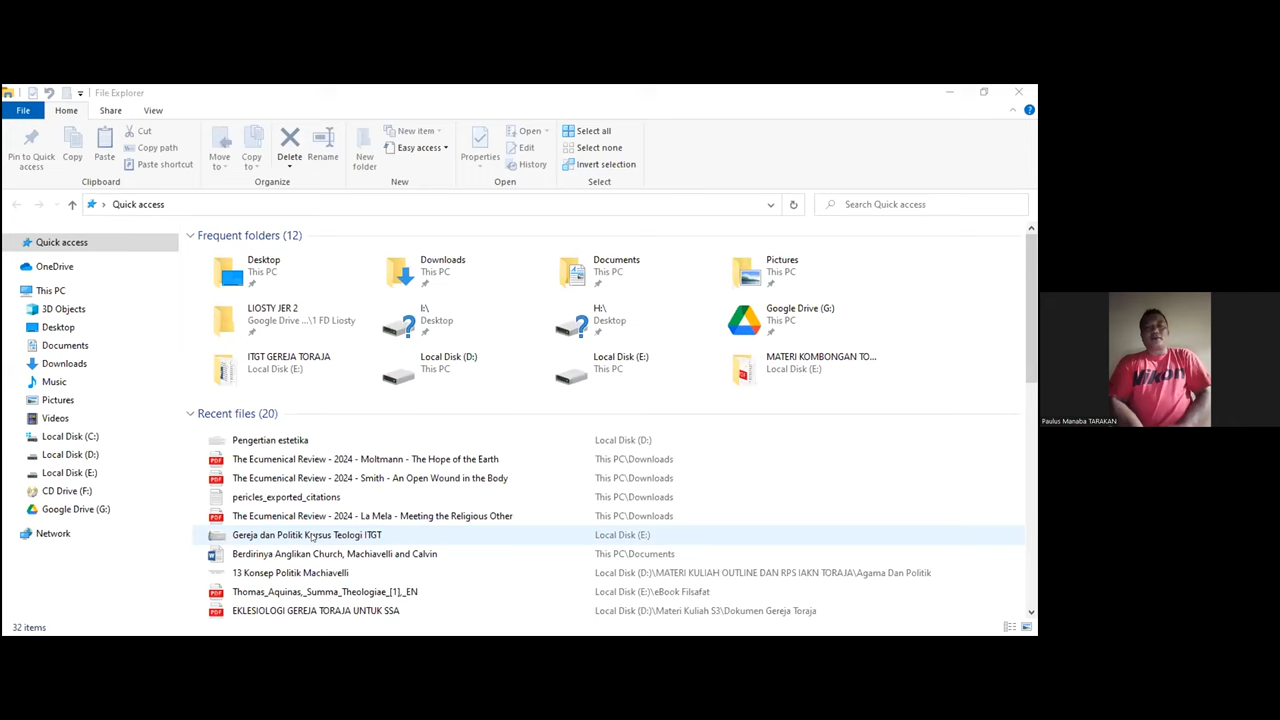 File Explorer
File Home Share View
Pin to Quick access
Copy
Paste
Cut
Copy path
Paste shortcut
Clipboard
Move to
Copy to
Delete
Rename
Organize
New folder
New item
Easy access
New
Properties
Open
Edit
History
Open
Select all
Select none
Invert selection
Select
Quick access
Search Quick access
Quick access
OneDrive
This PC
3D Objects
Desktop
Documents
Downloads
Music
Pictures
Videos
Local Disk (C:)
Local Disk (D:)
Local Disk (E:)
CD Drive (F:)
Google Drive (G:)
Network
Frequent folders (12)
Desktop
This PC
Downloads
This PC
Documents
This PC
Pictures
This PC
LIOSTY JER 2
Google Drive ...\1 FD Liosty
I:\
Desktop
H:\
Desktop
Google Drive (G:)
This PC
ITGT GEREJA TORAJA
Local Disk (E:)
Local Disk (D:)
This PC
Local Disk (E:)
This PC
MATERI KOMBONGAN TO...
Local Disk (E:)
Recent files (20)
Pengertian estetika Local Disk (D:)
The Ecumenical Review - 2024 - Moltmann - The Hope of the Earth This PC\Downloads
The Ecumenical Review - 2024 - Smith - An Open Wound in the Body This PC\Downloads
pericles_exported_citations This PC\Downloads
The Ecumenical Review - 2024 - La Mela - Meeting the Religious Other This PC\Downloads
Gereja dan Politik Kursus Teologi ITGT Local Disk (E:)
Berdirinya Anglikan Church, Machiavelli and Calvin This PC\Documents
13 Konsep Politik Machiavelli Local Disk (D:)\MATERI KULIAH OUTLINE DAN RPS IAKN TORAJA\Agama Dan Politik
Thomas_Aquinas,_Summa_Theologiae_[1],_EN Local Disk (E:)\eBook Filsafat
EKLESIOLOGI GEREJA TORAJA UNTUK SSA Local Disk (D:)\Materi Kuliah S3\Dokumen Gereja Toraja
32 items
Nikon
Paulus Manaba TARAKAN